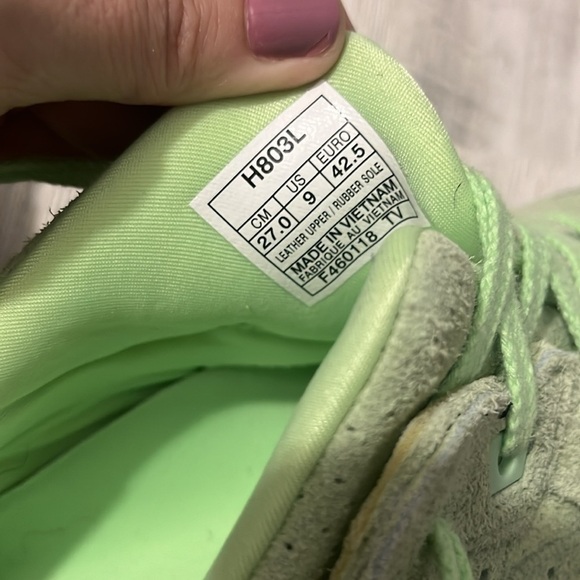 H803L
CM US EURO
27.0 9 42.5
LEATHER UPPER / RUBBER SOLE
MADE IN VIETNAM
FABRIQUE AU VIETNAM
F460118 TV